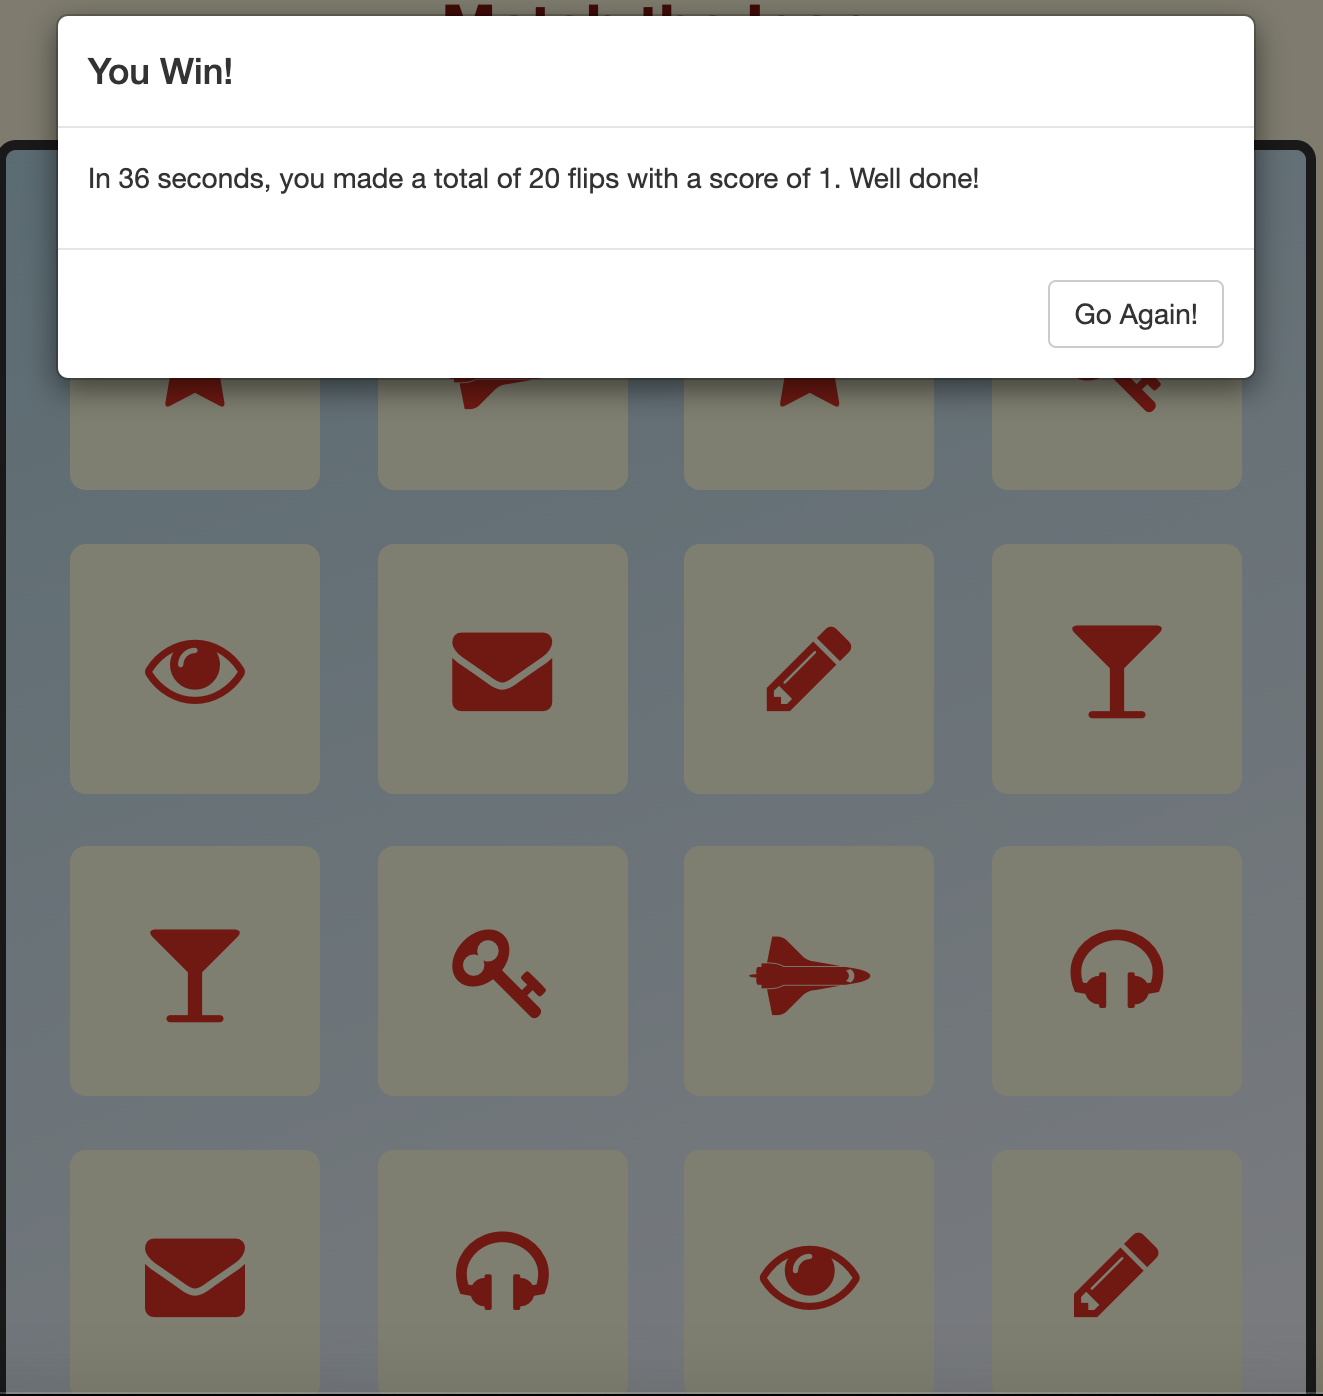 You Win!
In 36 seconds, you made a total of 20 flips with a score of 1. Well done!
Go Again!